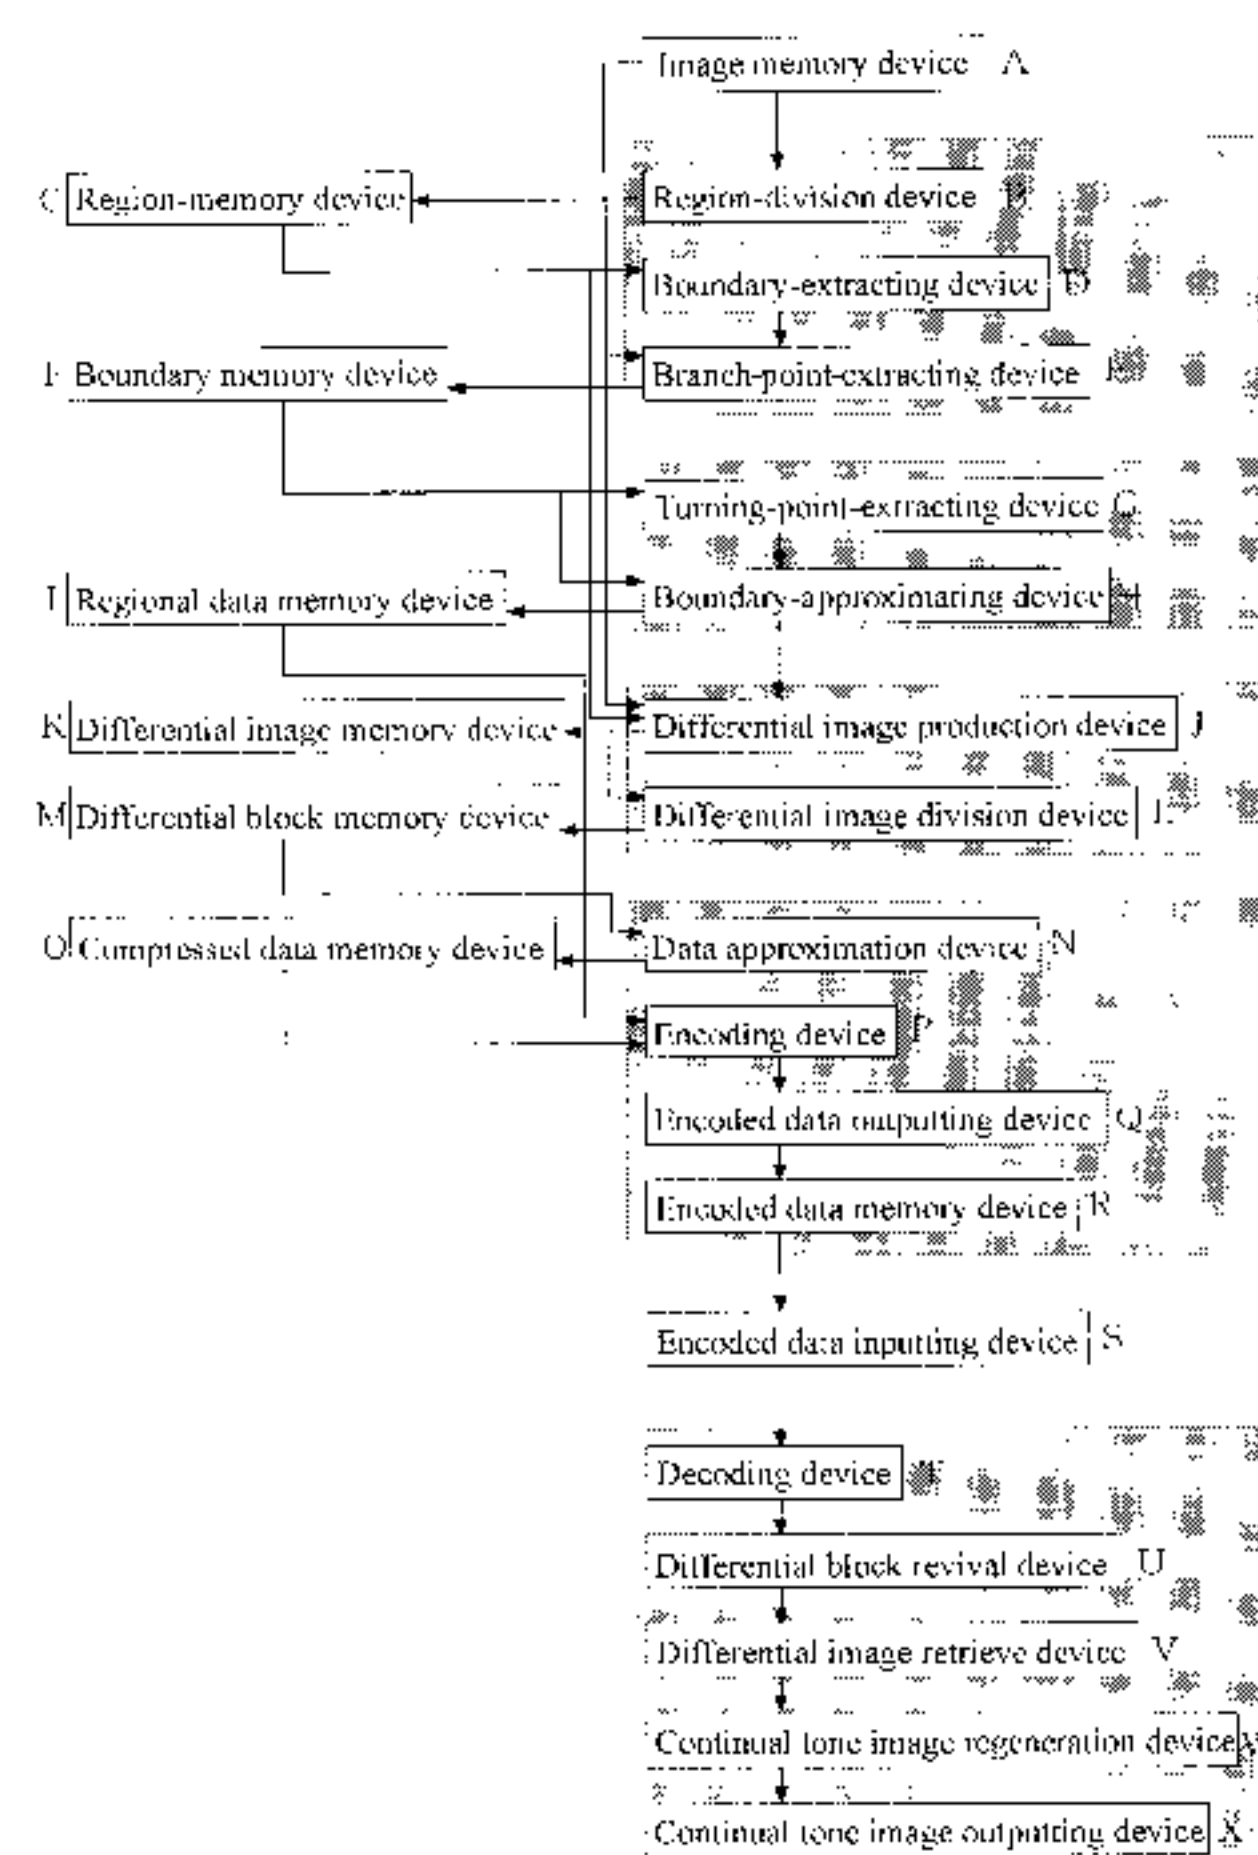 Image memory device A
C Region-memory device
Region-division device B
Boundary-extracting device D
F Boundary memory device
Branch-point-extracting device E
Turning-point-extracting device G
I Regional data memory device
Boundary-approximating device H
K Differential image memory device
Differential image production device J
M Differential block memory device
Differential image division device L
O Compressed data memory device
Data approximation device N
Encoding device P
Encoded data outputting device Q
Encoded data memory device R
Encoded data inputting device S
Decoding device
Differential block revival device U
Differential image retrieve device V
Continual tone image regeneration device
Continual tone image outputting device X